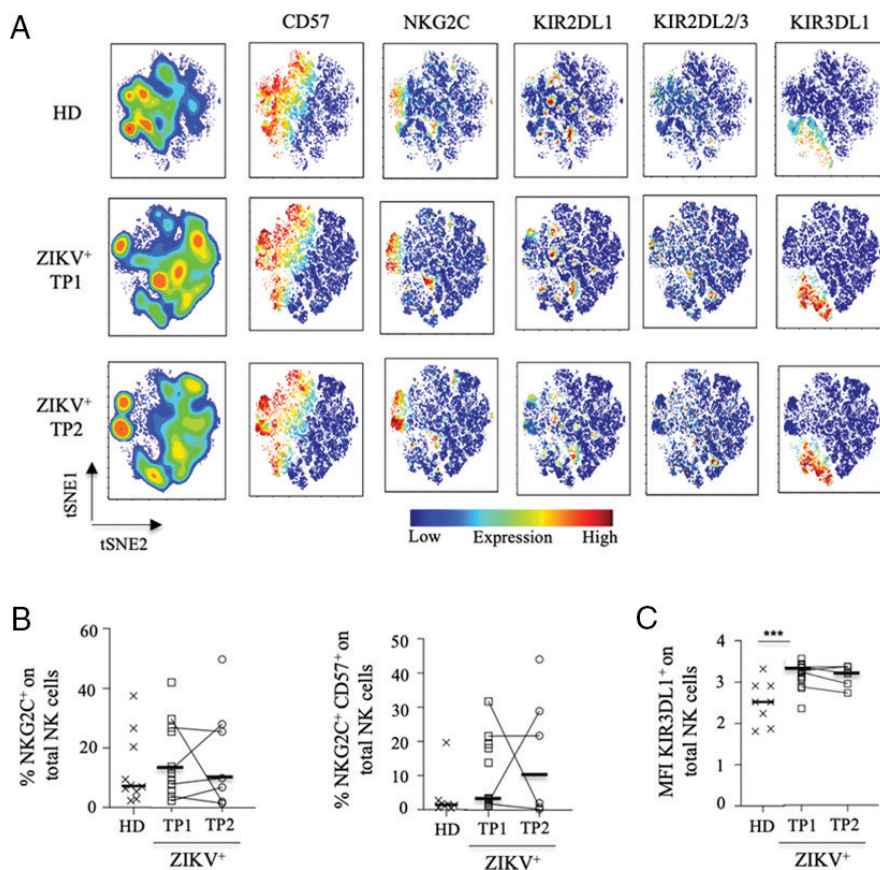 A
CD57 NKG2C KIR2DL1 KIR2DL2/3 KIR3DL1
HD
ZIKV⁺
TP1
ZIKV⁺
TP2
tSNE1
tSNE2
Low Expression High
B
% NKG2C⁺ on
total NK cells
60
40
20
0
HD TP1 TP2
ZIKV⁺
% NKG2C⁺ CD57⁺ on
total NK cells
50
40
30
20
10
0
HD TP1 TP2
ZIKV⁺
C
MFI KIR3DL1⁺ on
total NK cells
4
3
2
1
0
***
HD TP1 TP2
ZIKV⁺